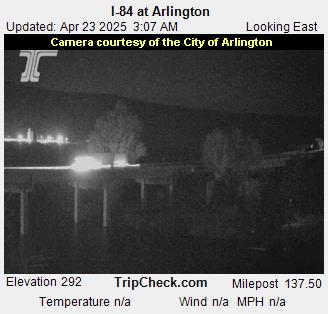 I-84 at Arlington
Updated: Apr 23 2025 3:07 AM Looking East
Camera courtesy of the City of Arlington
Elevation 292 TripCheck.com Milepost 137.50
Temperature n/a Wind n/a MPH n/a